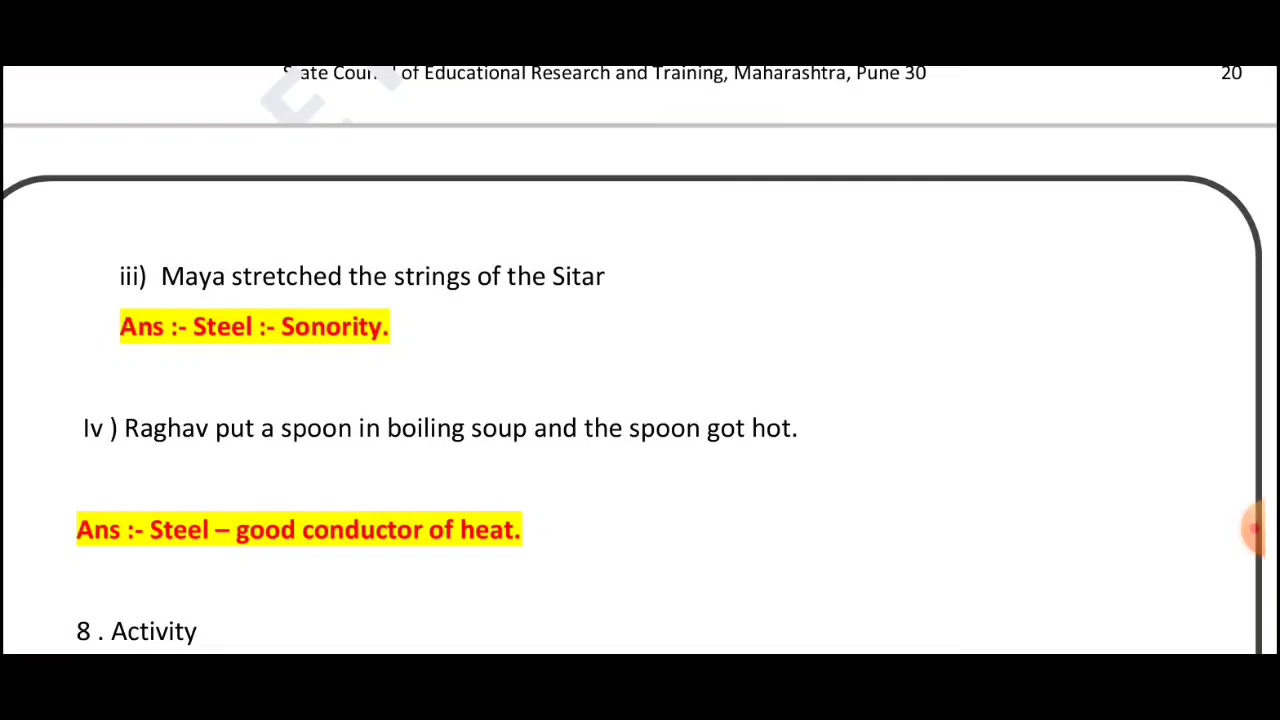 State Council of Educational Research and Training, Maharashtra, Pune 30 20
iii) Maya stretched the strings of the Sitar
Ans :- Steel :- Sonority.
Iv ) Raghav put a spoon in boiling soup and the spoon got hot.
Ans :- Steel – good conductor of heat.
8 . Activity